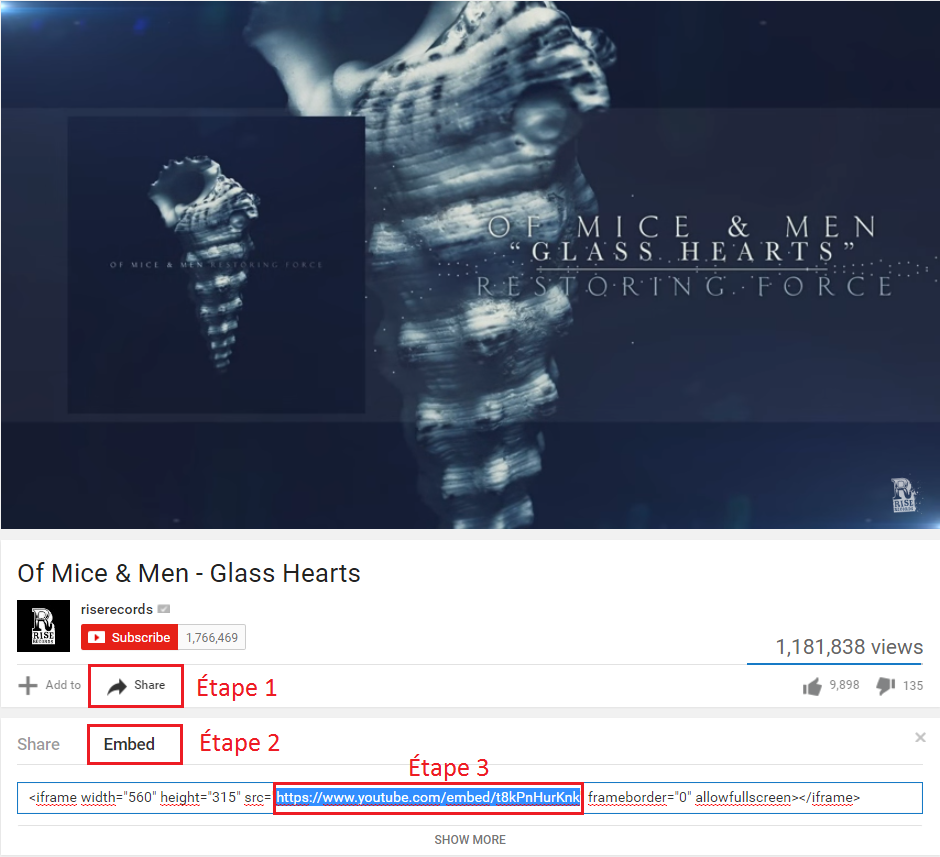 OF MICE & MEN
“GLASS HEARTS”
RESTORING FORCE
OF MICE & MEN RESTORING FORCE
RISE
RECORDS
Of Mice & Men - Glass Hearts
RISE
RECORDS
riserecords
Subscribe 1,766,469
1,181,838 views
Add to Share Étape 1 9,898 135
Share Embed Étape 2
Étape 3
<iframe width="560" height="315" src="https://www.youtube.com/embed/t8kPnHurKnk" frameborder="0" allowfullscreen></iframe>
SHOW MORE